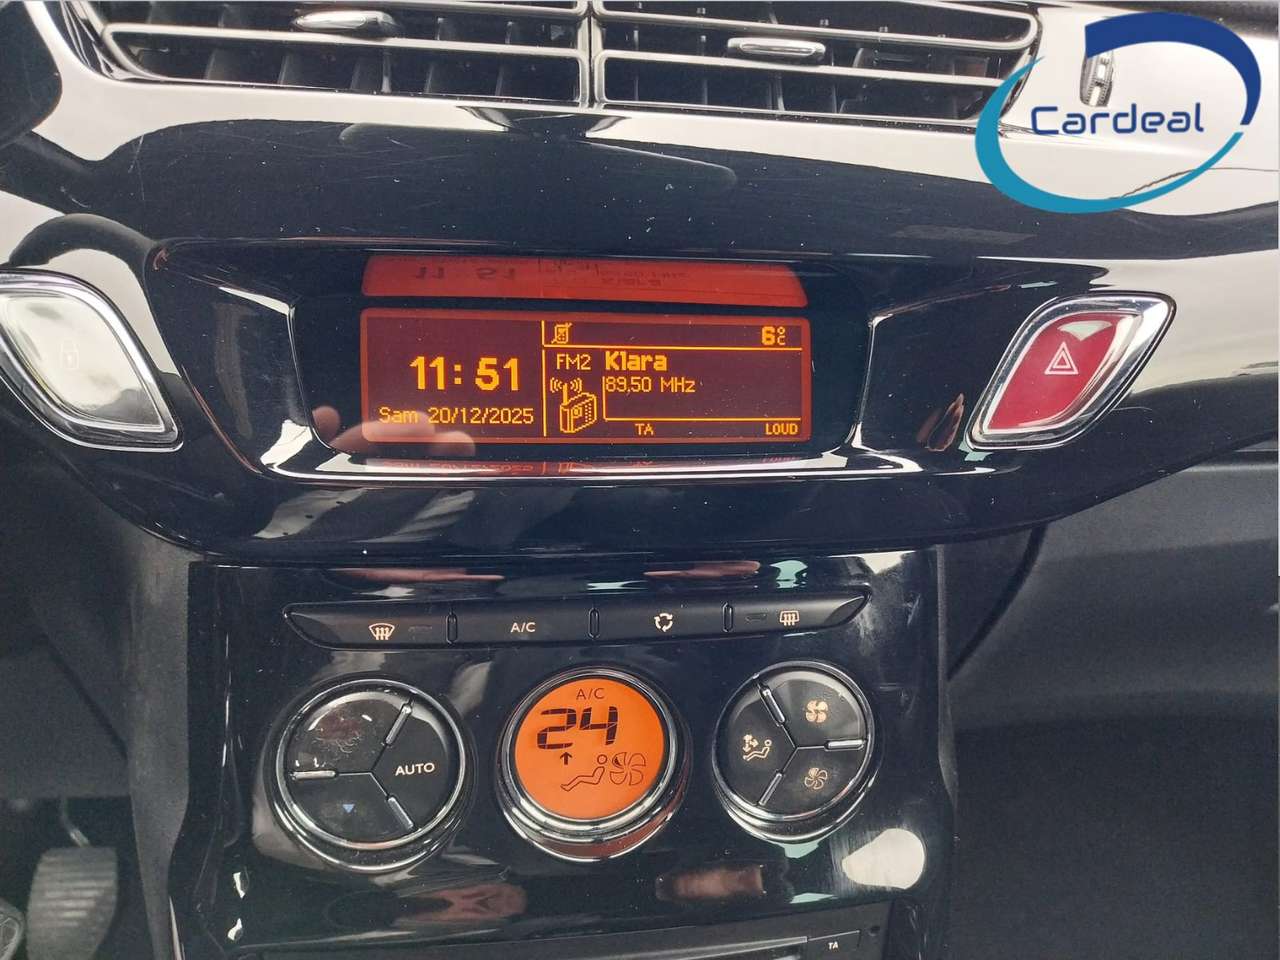 Cardeal
6°C
11:51
FM2 Klara
89,50 MHz
Sam 20/12/2025
TA LOUD
A/C
A/C
24
AUTO
TA